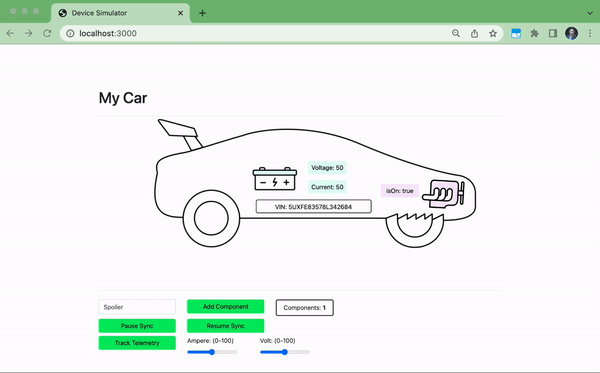 Device Simulator
localhost:3000
My Car
Voltage: 50
Current: 50
isOn: true
VIN: 5UXFE83578L342684
Spoiler
Add Component
Components: 1
Pause Sync
Resume Sync
Track Telemetry
Ampere: (0-100)
Volt: (0-100)